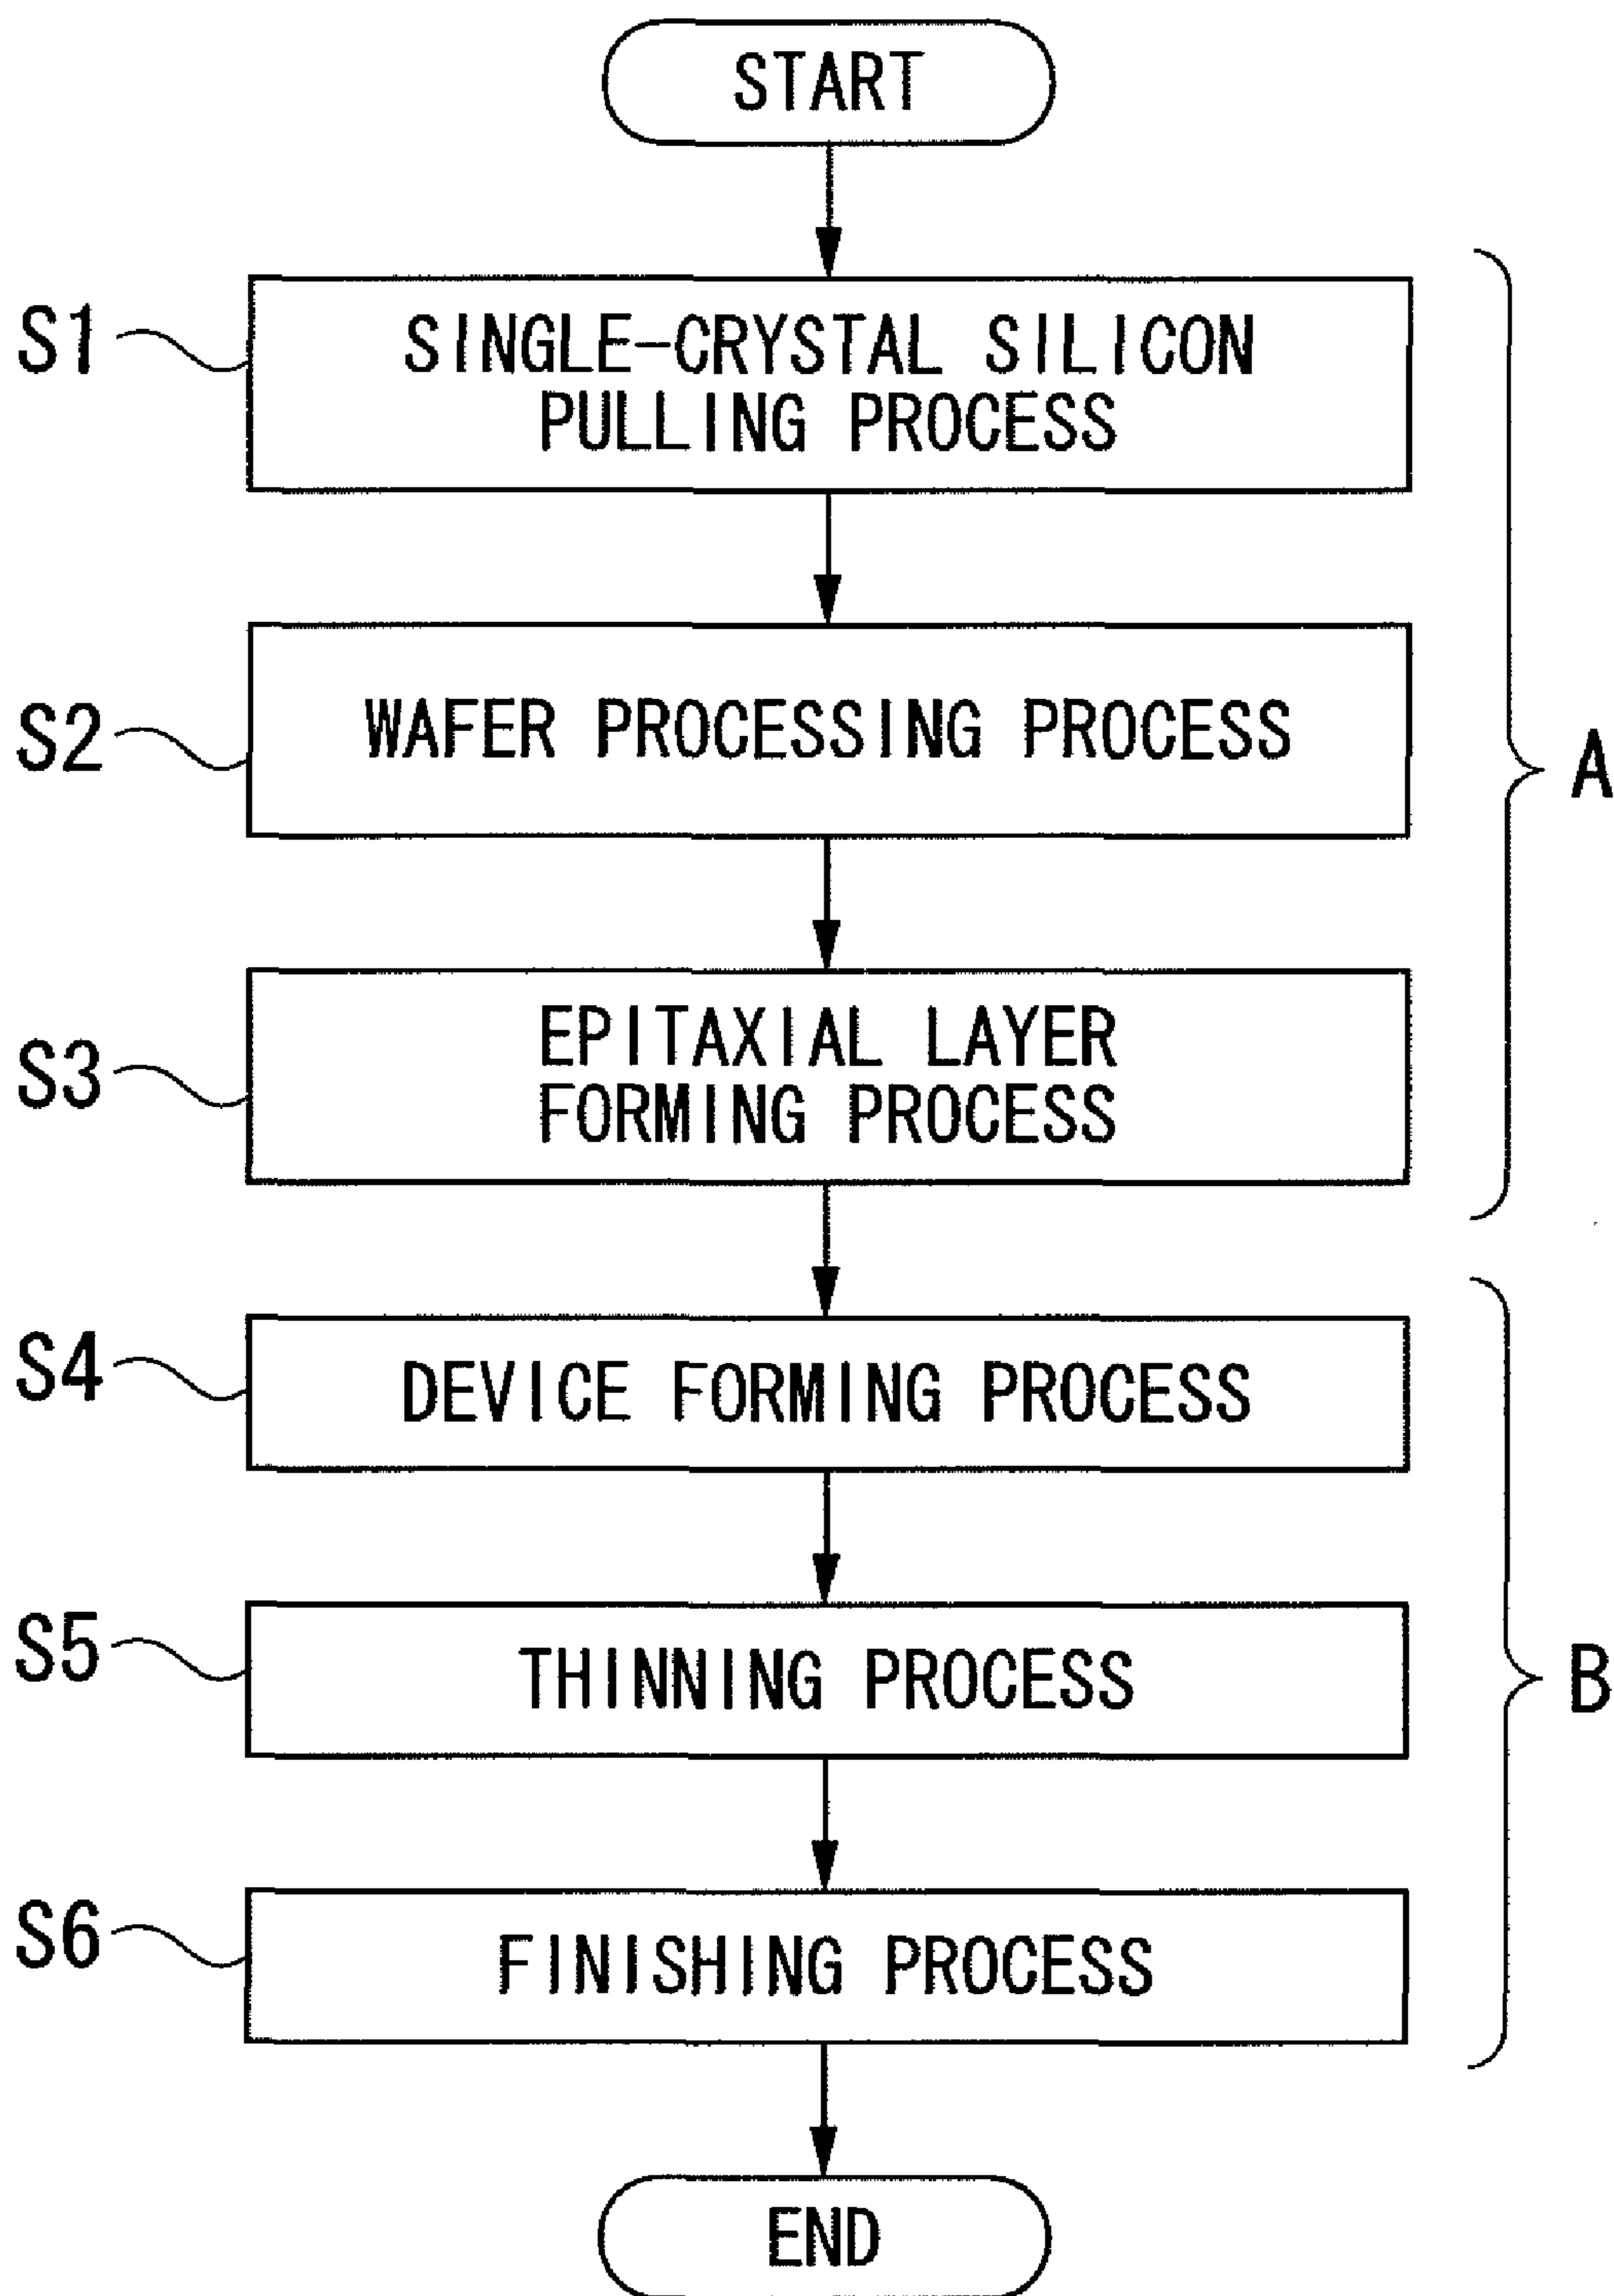 START
S1
SINGLE-CRYSTAL SILICON
PULLING PROCESS
S2
WAFER PROCESSING PROCESS
A
S3
EPITAXIAL LAYER
FORMING PROCESS
S4
DEVICE FORMING PROCESS
S5
THINNING PROCESS
B
S6
FINISHING PROCESS
END